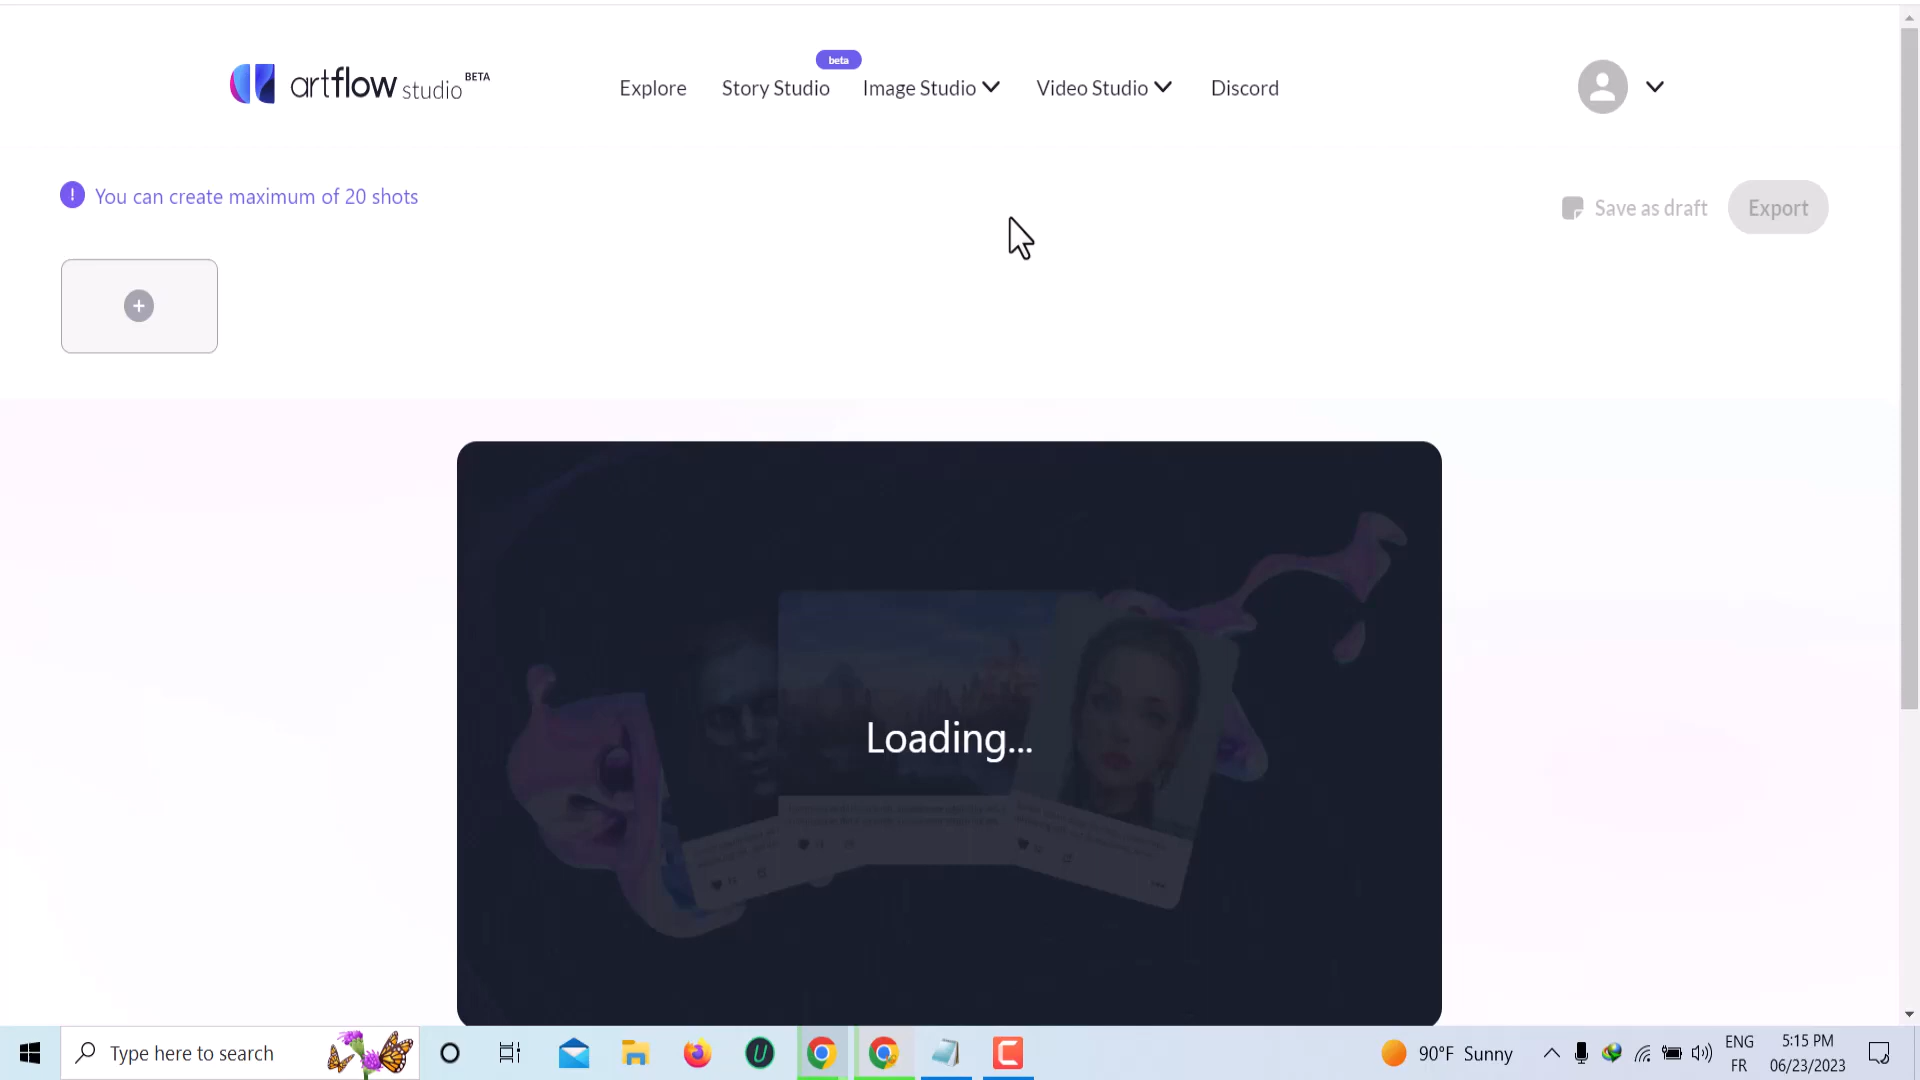 beta
artflow studio BETA
Explore Story Studio Image Studio Video Studio Discord
You can create maximum of 20 shots
Save as draft Export
Loading...
Type here to search
90°F Sunny
ENG
FR
5:15 PM
06/23/2023